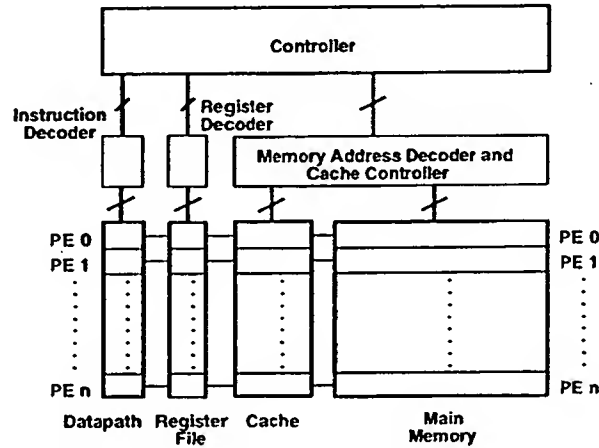 Controller
Instruction
Decoder
Register
Decoder
Memory Address Decoder and
Cache Controller
PE 0
PE 0
PE 1
PE 1
PE n
PE n
Datapath
Register
File
Cache
Main
Memory